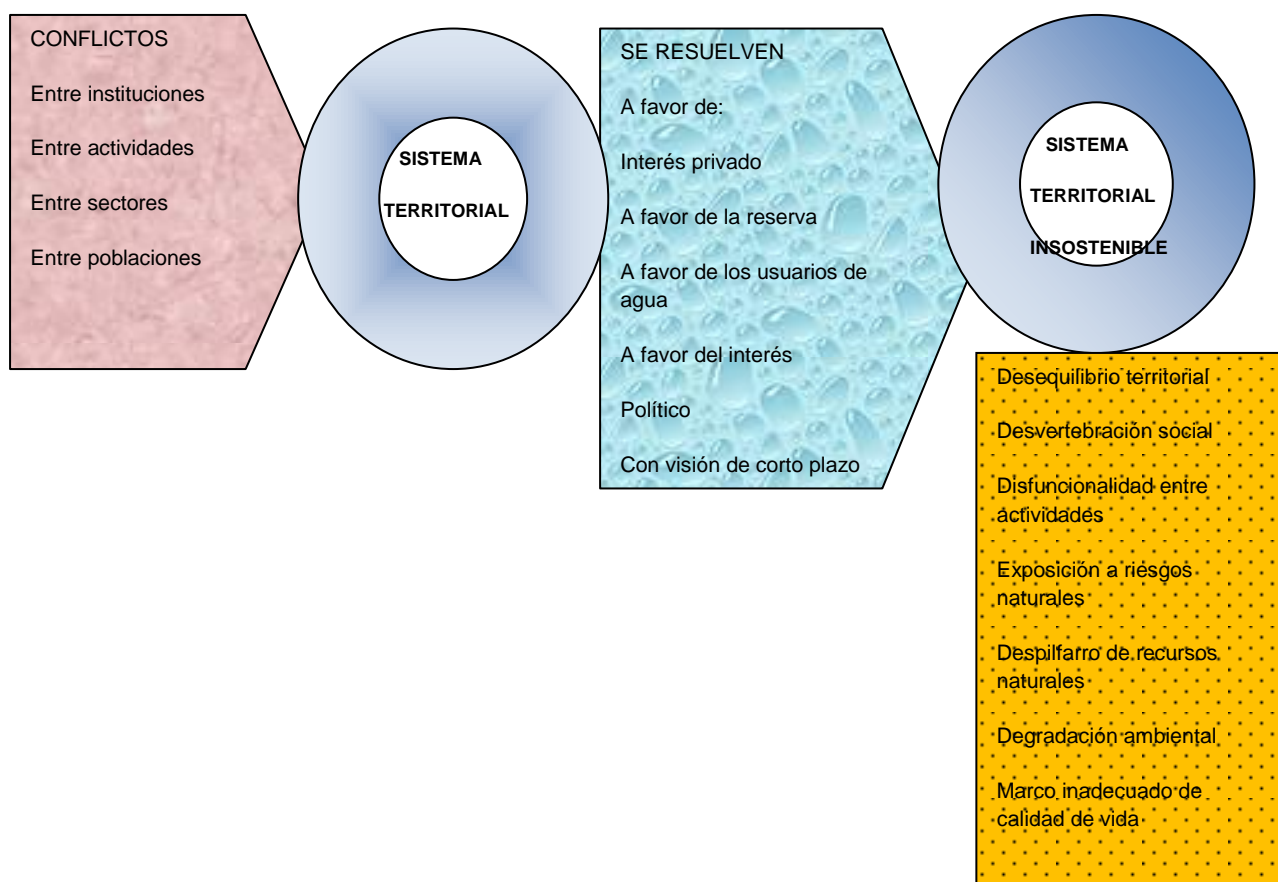 CONFLICTOS
Entre instituciones
Entre actividades
Entre sectores
Entre poblaciones
SISTEMA
TERRITORIAL
SE RESUELVEN
A favor de:
Interés privado
A favor de la reserva
A favor de los usuarios de
agua
A favor del interés
Político
Con visión de corto plazo
SISTEMA
TERRITORIAL
INSOSTENIBLE
Desequilibrio territorial
Desvertebración social
Disfuncionalidad entre
actividades
Exposición a riesgos
naturales
Despilfarro de recursos
naturales
Degradación ambiental
Marco inadecuado de
calidad de vida